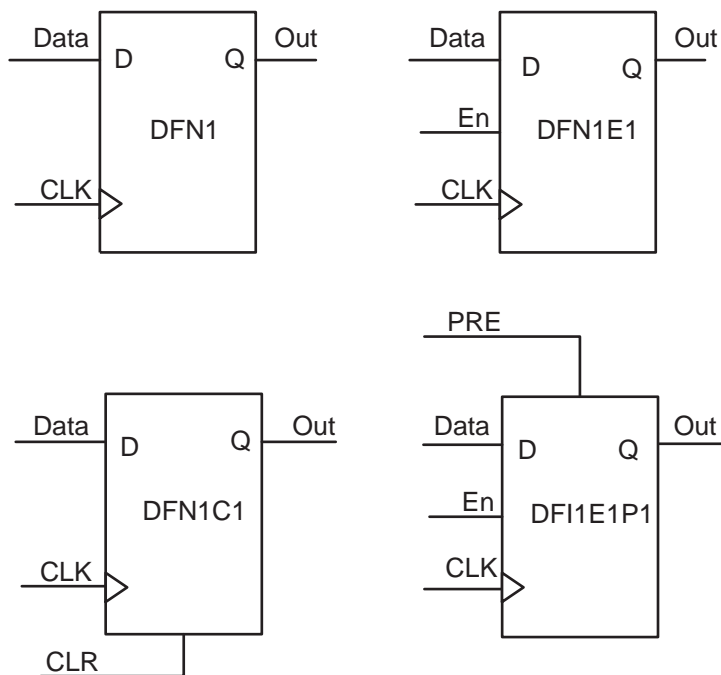 Data
Out
D
Q
DFN1
CLK
Data
Out
D
Q
En
DFN1E1
CLK
Data
Out
D
Q
DFN1C1
CLK
CLR
PRE
Data
Out
D
Q
En
DFI1E1P1
CLK